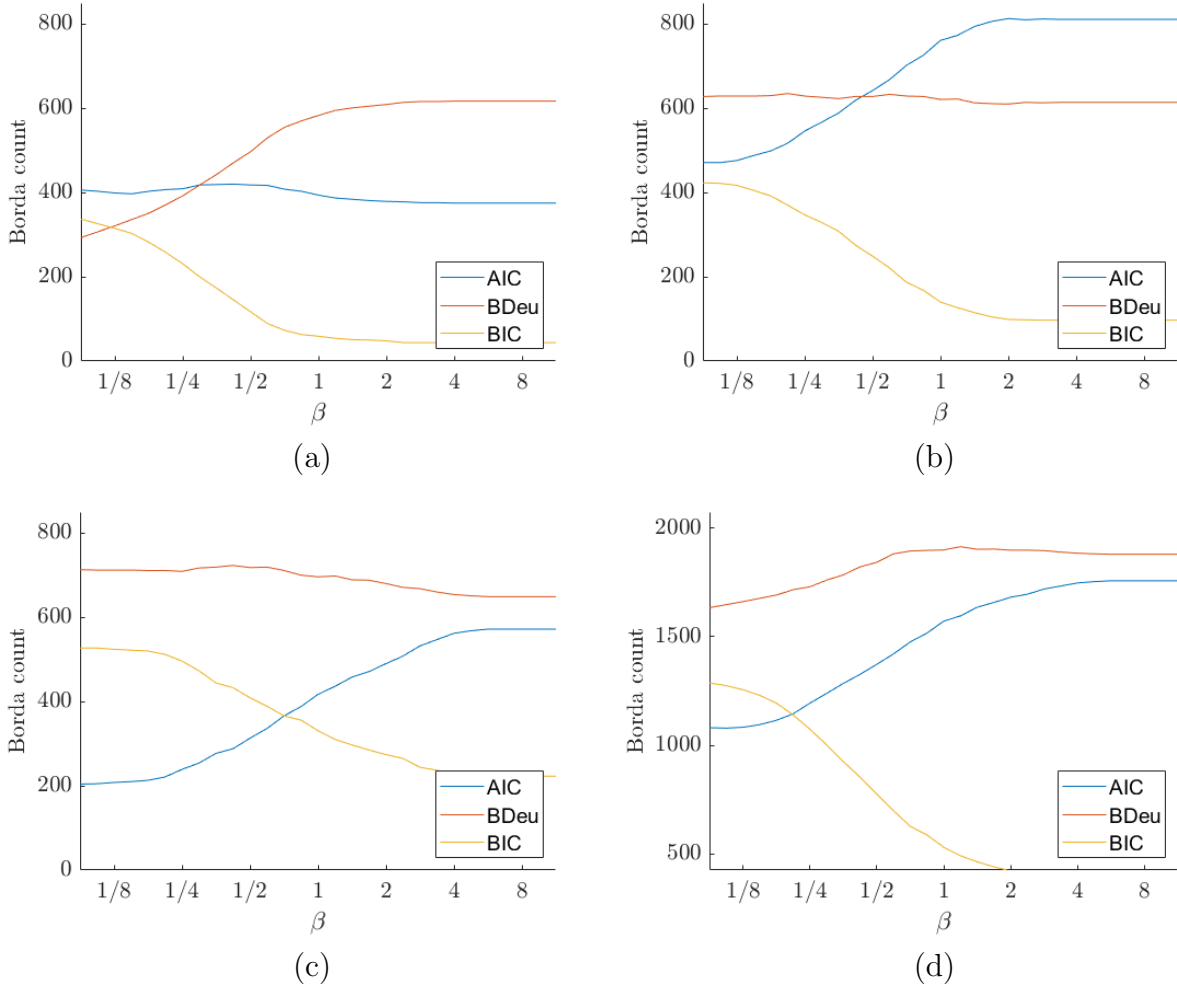 800
600
400
200
0
Borda count
1/8 1/4 1/2 1 2 4 8
β
AIC
BDeu
BIC
(a)
800
600
400
200
0
Borda count
1/8 1/4 1/2 1 2 4 8
β
AIC
BDeu
BIC
(b)
800
600
400
200
0
Borda count
1/8 1/4 1/2 1 2 4 8
β
AIC
BDeu
BIC
(c)
2000
1500
1000
500
Borda count
1/8 1/4 1/2 1 2 4 8
β
AIC
BDeu
BIC
(d)